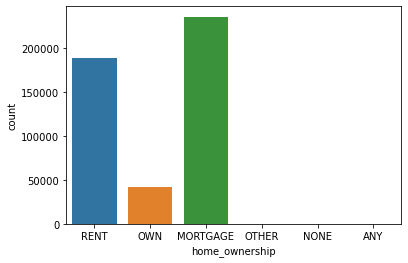 200000
150000
100000
50000
0
count
RENT OWN MORTGAGE OTHER NONE ANY
home_ownership